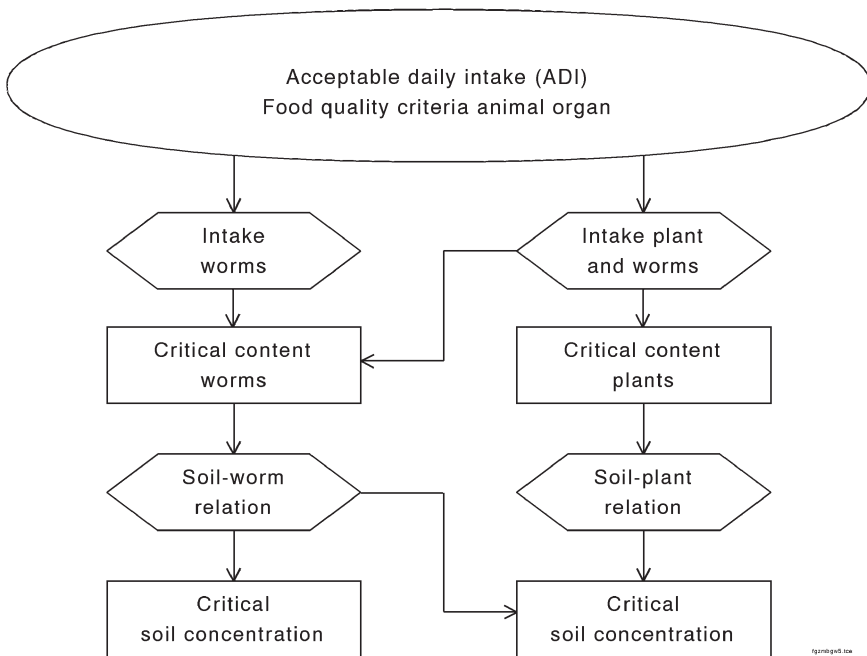 Acceptable daily intake (ADI)
Food quality criteria animal organ
Intake
worms
Intake plant
and worms
Critical content
worms
Critical content
plants
Soil-worm
relation
Soil-plant
relation
Critical
soil concentration
Critical
soil concentration